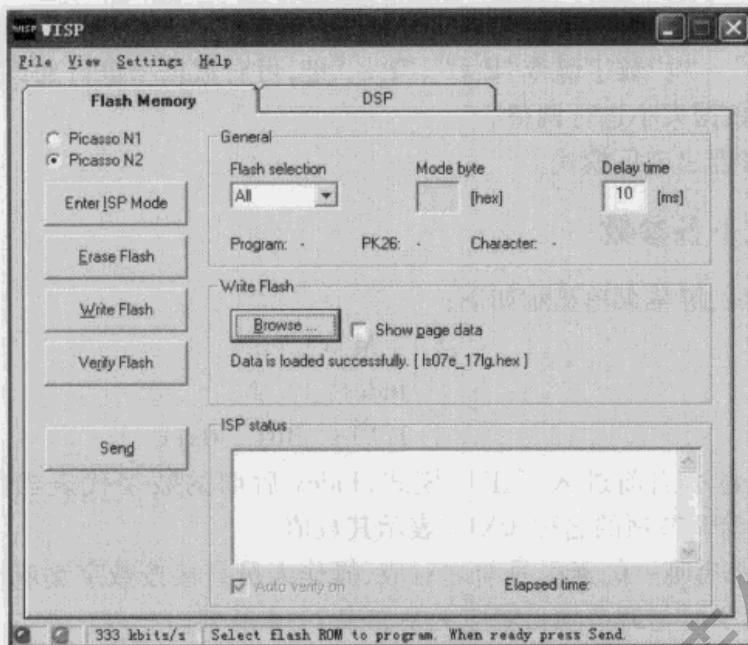 WISP WISP
File View Settings Help
Flash Memory DSP
Picasso N1
Picasso N2
Enter ISP Mode
Erase Flash
Write Flash
Verify Flash
Send
General
Flash selection Mode byte Delay time
All [hex] 10 [ms]
Program: - PK26: - Character: -
Write Flash
Browse ... Show page data
Data is loaded successfully. [ ls07e_17lg.hex ]
ISP status
Auto verify on Elapsed time:
333 kbits/s Select flash ROM to program. When ready press Send.